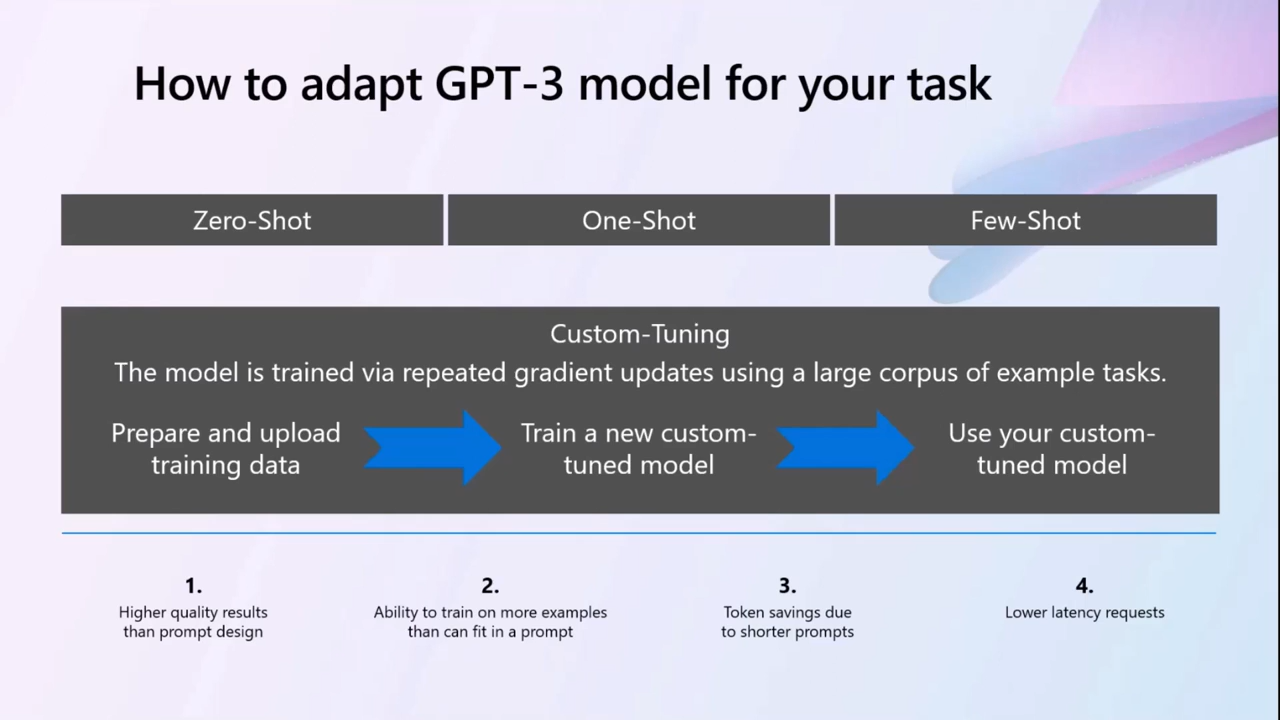 How to adapt GPT-3 model for your task
Zero-Shot
One-Shot
Few-Shot
Custom-Tuning
The model is trained via repeated gradient updates using a large corpus of example tasks.
Prepare and upload
training data
Train a new custom-
tuned model
Use your custom-
tuned model
1.
Higher quality results
than prompt design
2.
Ability to train on more examples
than can fit in a prompt
3.
Token savings due
to shorter prompts
4.
Lower latency requests